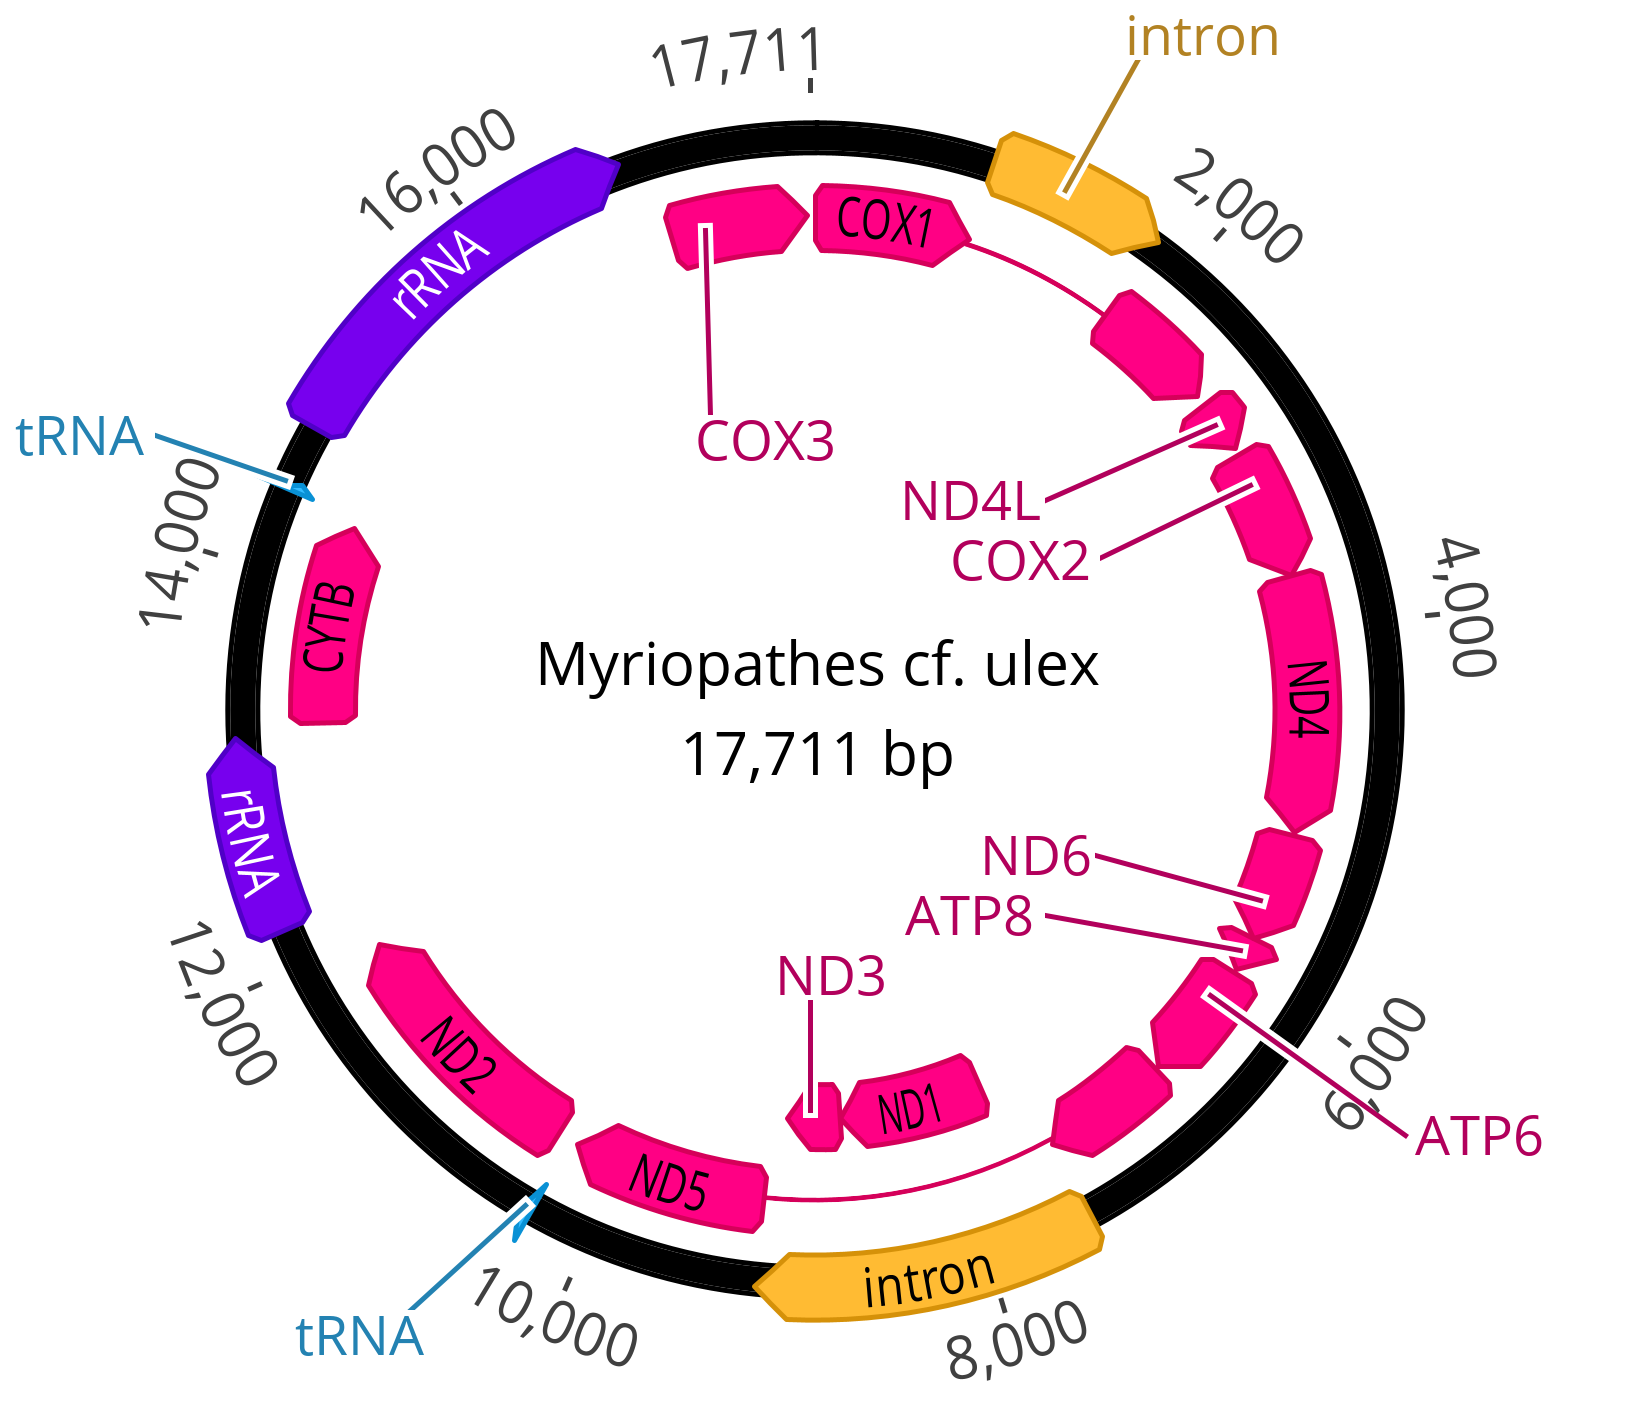 17,711
intron
2,000
16,000
COX1
rRNA
COX3
tRNA
14,000
ND4L
COX2
4,000
CYTB
Myriopathes cf. ulex
17,711 bp
ND4
rRNA
ND6
ATP8
ND3
12,000
6,000
ATP6
ND2
ND1
ND5
intron
tRNA
10,000
8,000